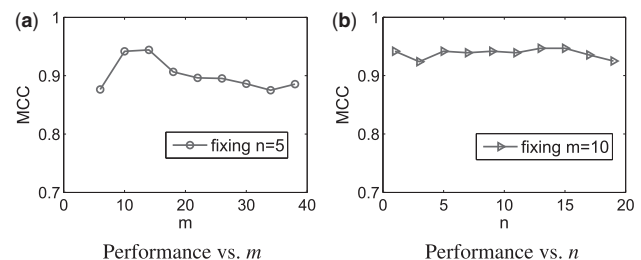 (a)
MCC
1
0.9
0.8
0.7
0 10 20 30 40
m
fixing n=5
Performance vs. m
(b)
MCC
1
0.9
0.8
0.7
0 5 10 15 20
n
fixing m=10
Performance vs. n